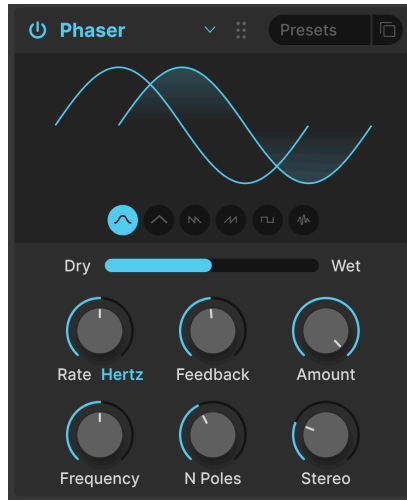 Phaser Presets
Dry Wet
Rate Hertz Feedback Amount
Frequency N Poles Stereo